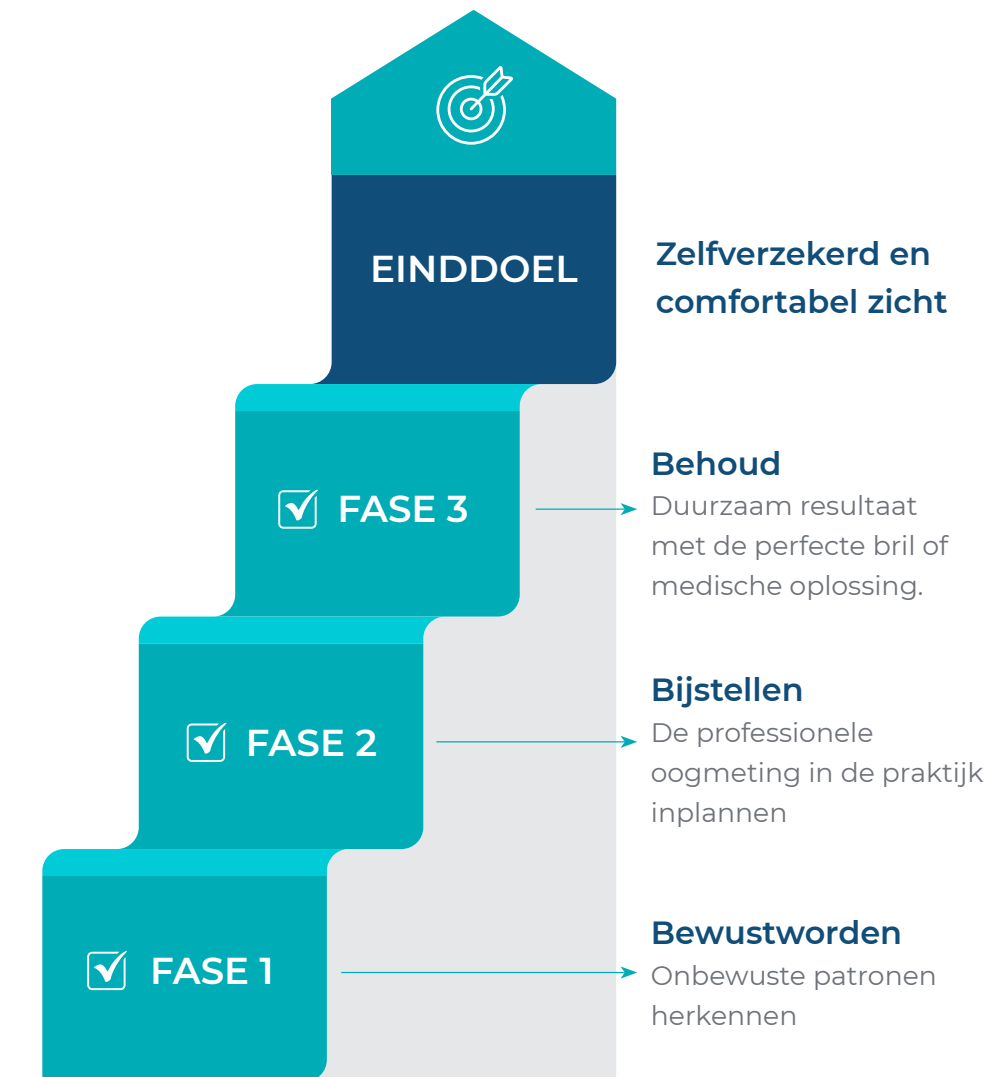 EINDDOEL
Zelfverzekerd en
comfortabel zicht
FASE 3
Behoud
Duurzaam resultaat
met de perfecte bril of
medische oplossing.
FASE 2
Bijstellen
De professionele
oogmeting in de praktijk
inplannen
FASE 1
Bewustworden
Onbewuste patronen
herkennen